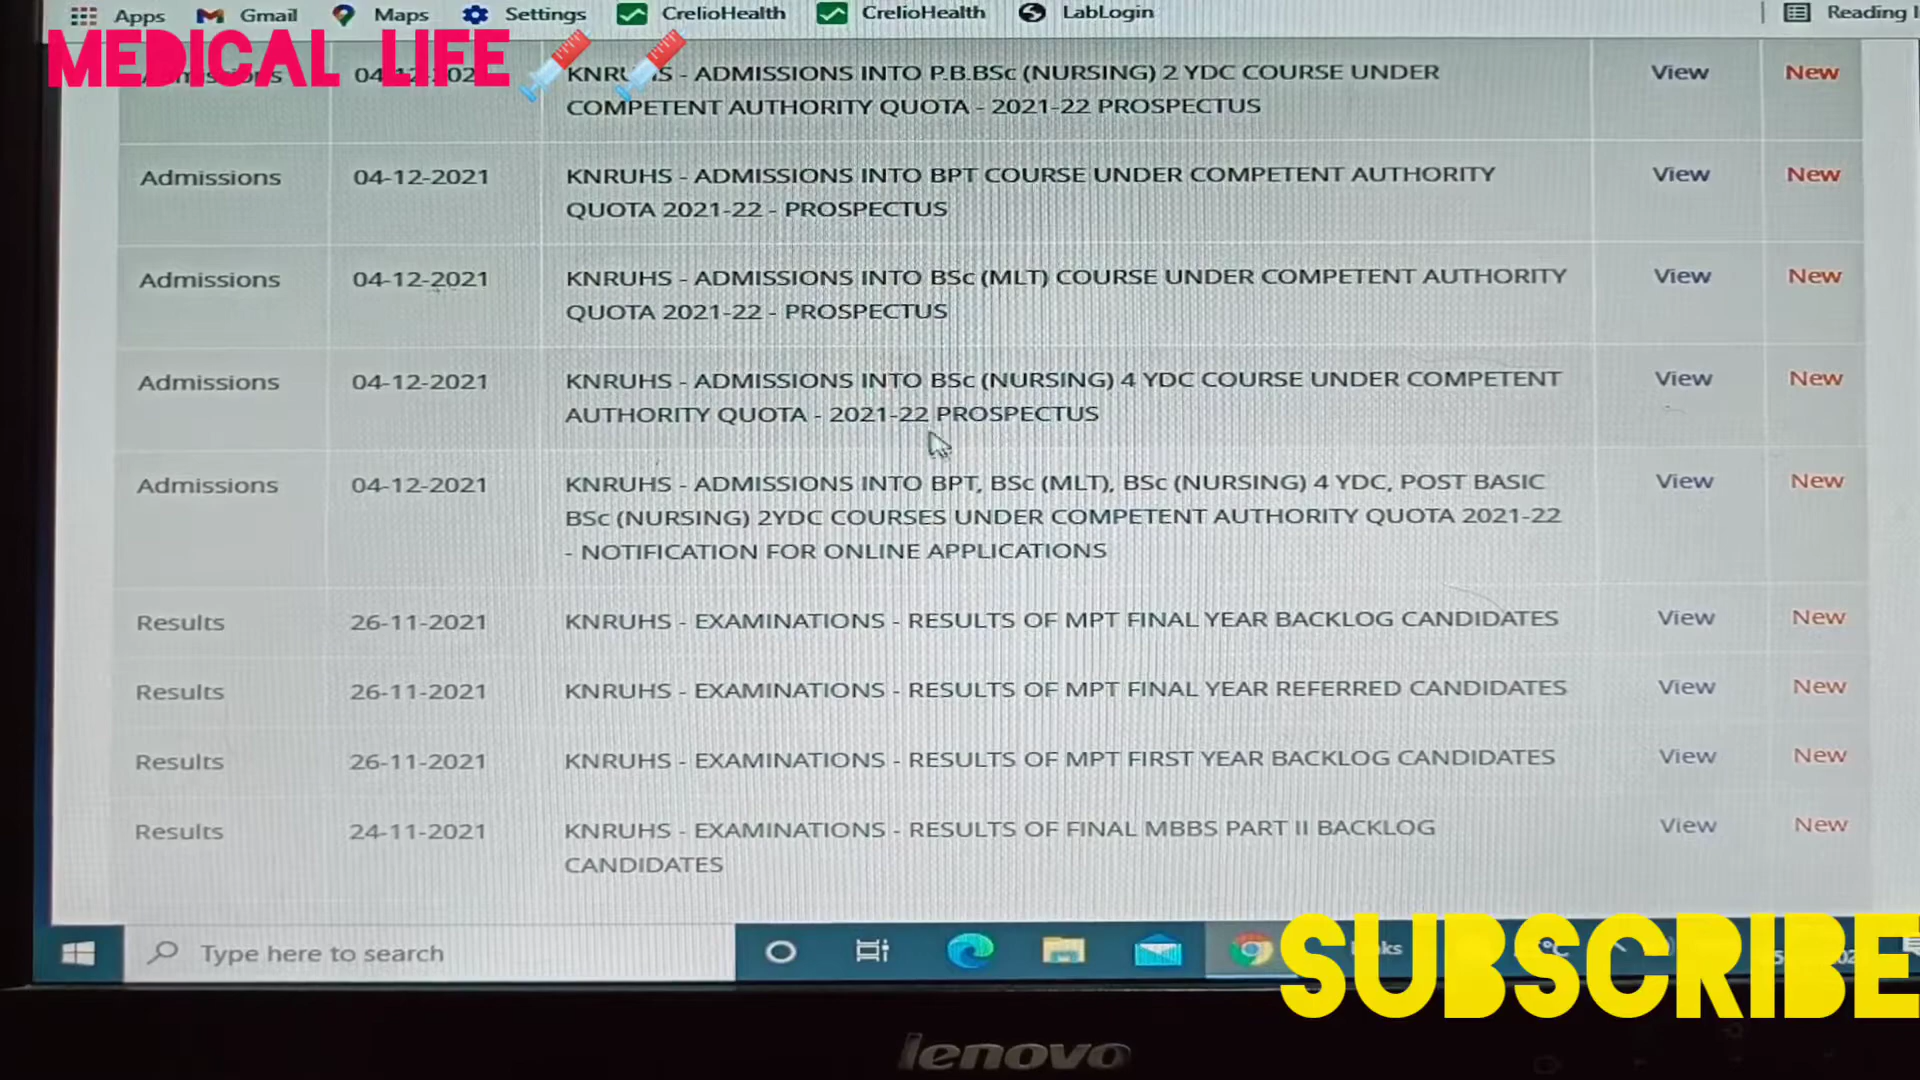 Apps Gmail Maps Settings CrelioHealth CrelioHealth LabLogin Reading
MEDICAL LIFE
KNRUHS - ADMISSIONS INTO P.B.BSc (NURSING) 2 YDC COURSE UNDER View New
COMPETENT AUTHORITY QUOTA - 2021-22 PROSPECTUS
Admissions 04-12-2021 KNRUHS - ADMISSIONS INTO BPT COURSE UNDER COMPETENT AUTHORITY View New
QUOTA 2021-22 - PROSPECTUS
Admissions 04-12-2021 KNRUHS - ADMISSIONS INTO BSc (MLT) COURSE UNDER COMPETENT AUTHORITY View New
QUOTA 2021-22 - PROSPECTUS
Admissions 04-12-2021 KNRUHS - ADMISSIONS INTO BSc (NURSING) 4 YDC COURSE UNDER COMPETENT View New
AUTHORITY QUOTA - 2021-22 PROSPECTUS
Admissions 04-12-2021 KNRUHS - ADMISSIONS INTO BPT, BSc (MLT), BSc (NURSING) 4 YDC, POST BASIC View New
BSc (NURSING) 2YDC COURSES UNDER COMPETENT AUTHORITY QUOTA 2021-22
- NOTIFICATION FOR ONLINE APPLICATIONS
Results 26-11-2021 KNRUHS - EXAMINATIONS - RESULTS OF MPT FINAL YEAR BACKLOG CANDIDATES View New
Results 26-11-2021 KNRUHS - EXAMINATIONS - RESULTS OF MPT FINAL YEAR REFERRED CANDIDATES View New
Results 26-11-2021 KNRUHS - EXAMINATIONS - RESULTS OF MPT FIRST YEAR BACKLOG CANDIDATES View New
Results 24-11-2021 KNRUHS - EXAMINATIONS - RESULTS OF FINAL MBBS PART II BACKLOG View New
CANDIDATES
Type here to search
SUBSCRIBE
lenovo